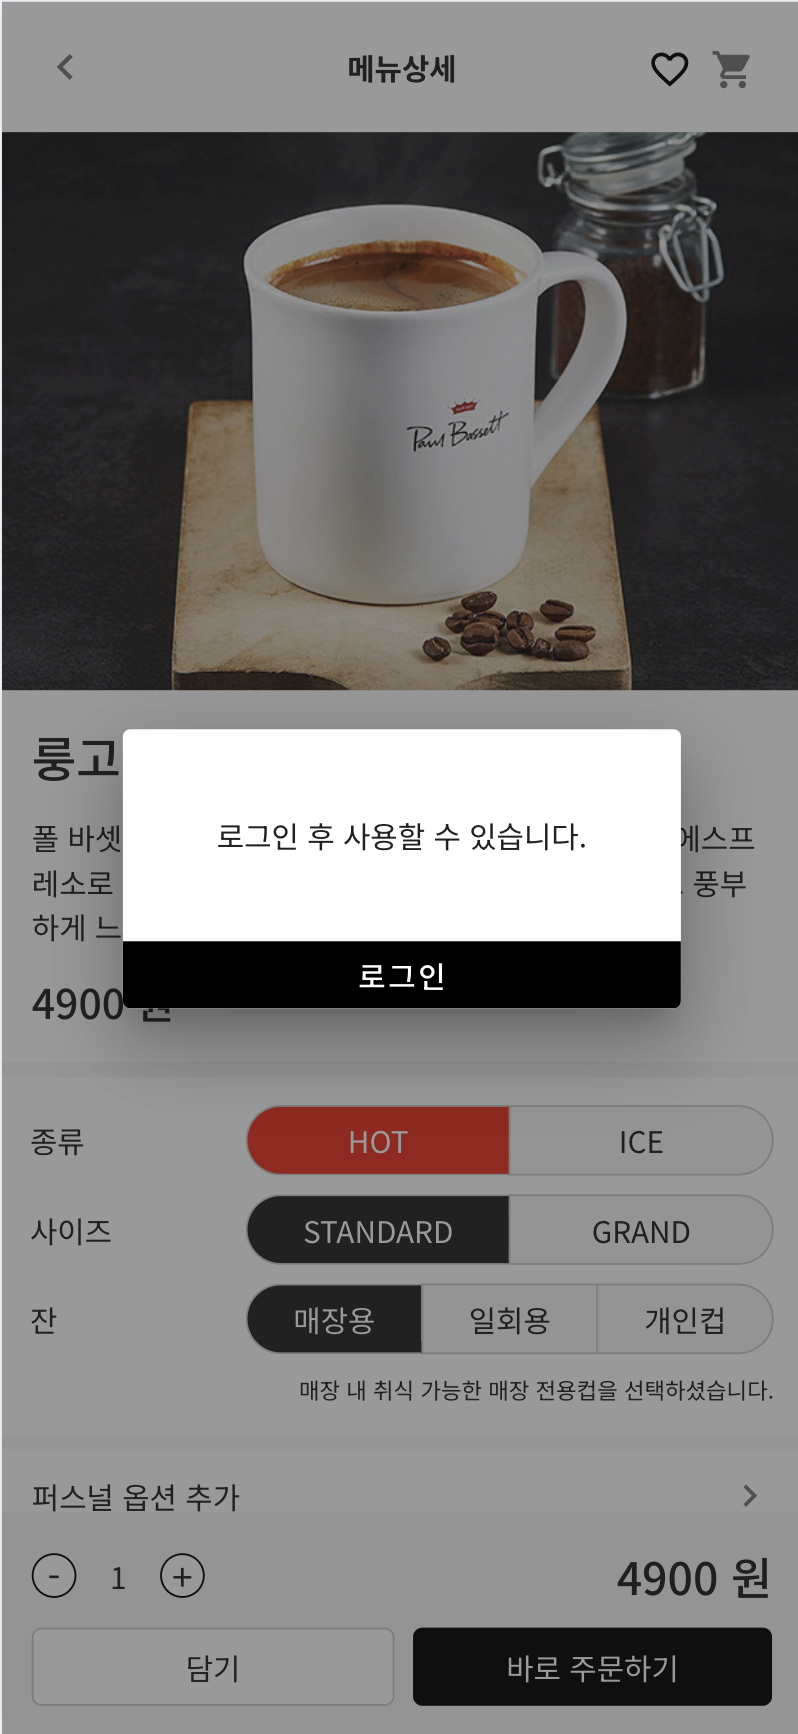 메뉴상세
Paul Bassett
룽고
로그인 후 사용할 수 있습니다.
폴 바셋 에스프
레소로 풍부
하게 느
로그인
4900 원
종류 HOT ICE
사이즈 STANDARD GRAND
잔 매장용 일회용 개인컵
매장 내 취식 가능한 매장 전용컵을 선택하셨습니다.
퍼스널 옵션 추가
- 1 + 4900 원
담기 바로 주문하기